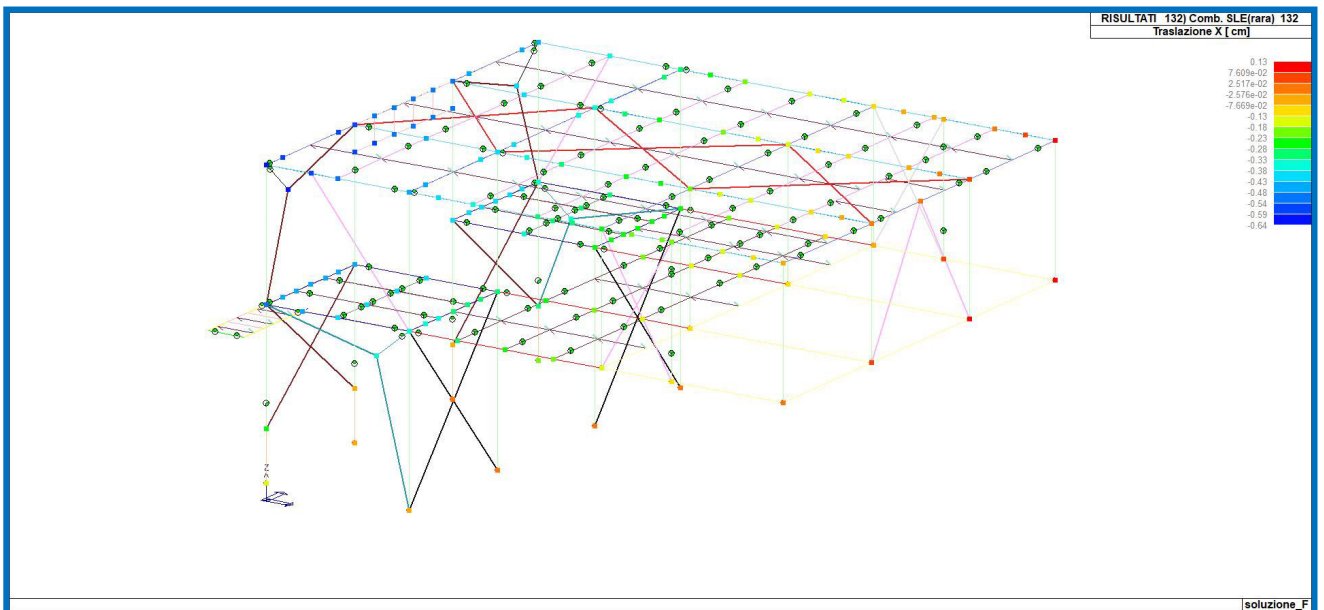 RISULTATI 132) Comb. SLE(rara) 132
Traslazione X [ cm]
0.13
7.609e-02
2.517e-02
-2.576e-02
-7.669e-02
-0.13
-0.18
-0.23
-0.28
-0.33
-0.38
-0.43
-0.48
-0.54
-0.59
-0.64
Z
soluzione_F